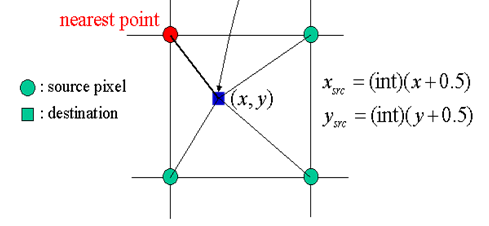 nearest point
: source pixel
: destination
(x, y)
x_src = (int)(x+0.5)
y_src = (int)(y+0.5)